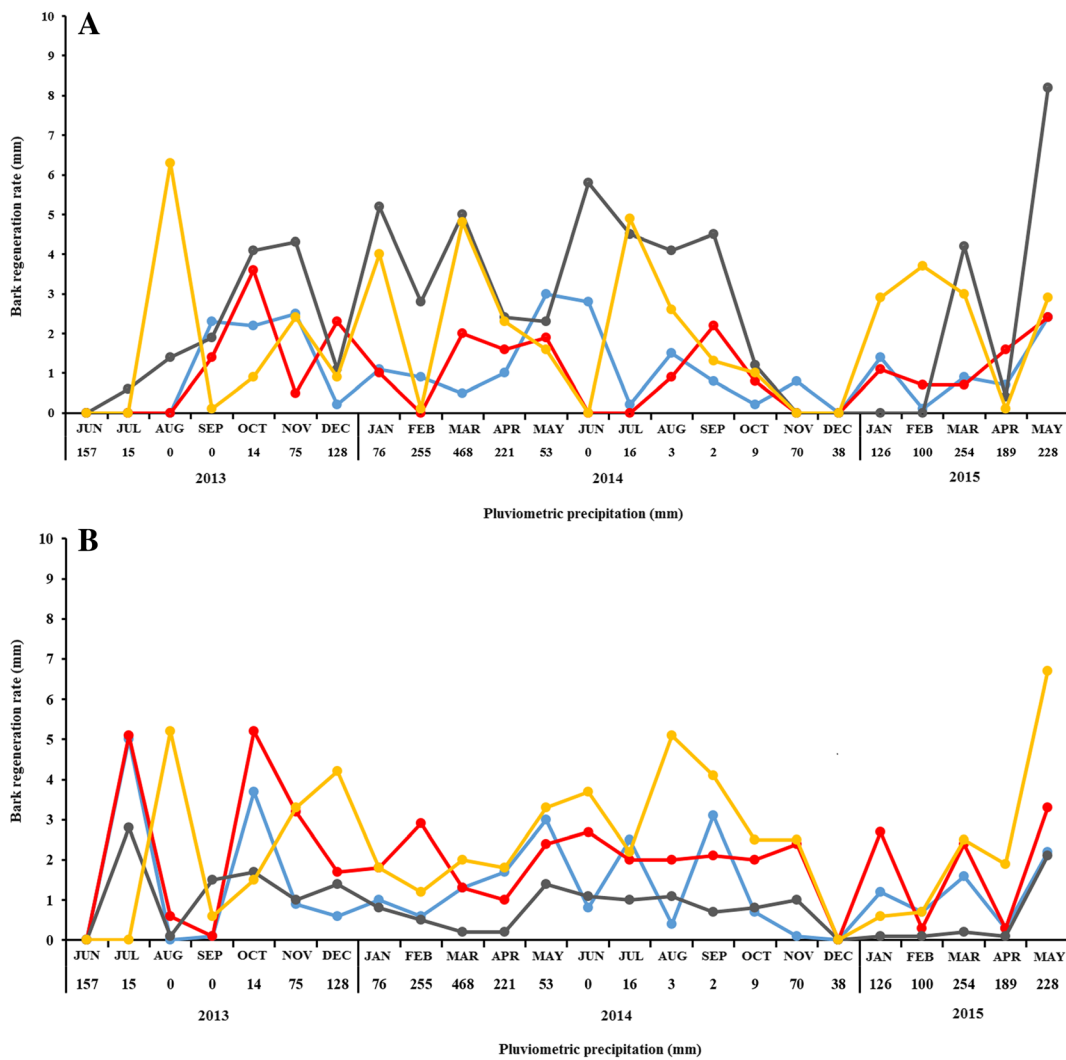 A
10
9
8
7
6
5
4
3
2
1
0
Bark regeneration rate (mm)
JUN JUL AUG SEP OCT NOV DEC JAN FEB MAR APR MAY JUN JUL AUG SEP OCT NOV DEC JAN FEB MAR APR MAY
157 15 0 0 14 75 128 76 255 468 221 53 0 16 3 2 9 70 38 126 100 254 189 228
2013 2014 2015
Pluviometric precipitation (mm)
B
10
9
8
7
6
5
4
3
2
1
0
Bark regeneration rate (mm)
JUN JUL AUG SEP OCT NOV DEC JAN FEB MAR APR MAY JUN JUL AUG SEP OCT NOV DEC JAN FEB MAR APR MAY
157 15 0 0 14 75 128 76 255 468 221 53 0 16 3 2 9 70 38 126 100 254 189 228
2013 2014 2015
Pluviometric precipitation (mm)